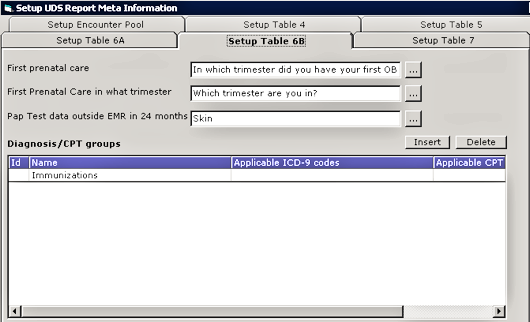 Setup UDS Report Meta Information
Setup Encounter Pool
Setup Table 4
Setup Table 5
Setup Table 6A
Setup Table 6B
Setup Table 7
First prenatal care
In which trimester did you have your first OB
...
First Prenatal Care in what trimester
Which trimester are you in?
...
Pap Test data outside EMR in 24 months
Skin
...
Diagnosis/CPT groups
Insert
Delete
Id Name Applicable ICD-9 codes Applicable CPT
Immunizations